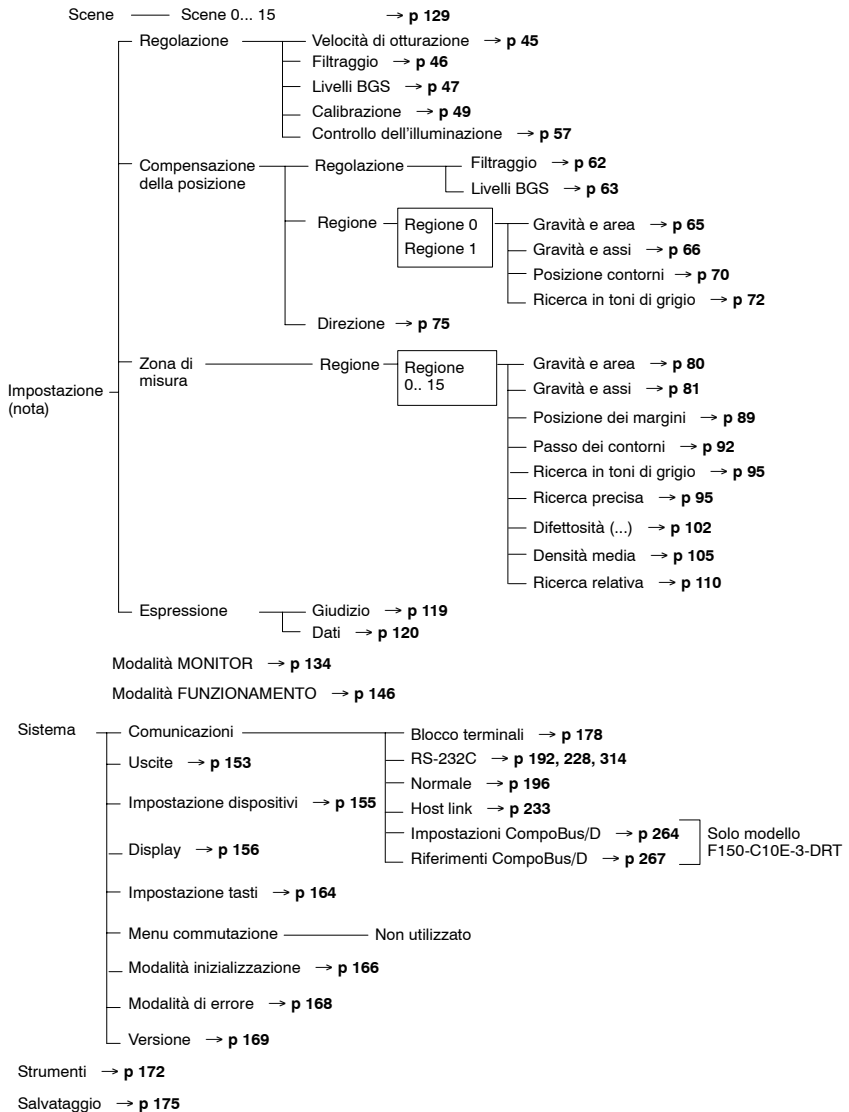 Scene Scene 0... 15 → p 129
Regolazione Velocità di otturazione → p 45
Filtraggio → p 46
Livelli BGS → p 47
Calibrazione → p 49
Controllo dell'illuminazione → p 57
Compensazione della posizione Regolazione Filtraggio → p 62
Livelli BGS → p 63
Regione Regione 0 Gravità e area → p 65
Regione 1 Gravità e assi → p 66
Posizione contorni → p 70
Ricerca in toni di grigio → p 72
Direzione → p 75
Impostazione
(nota)
Zona di
misura
Regione Regione
0.. 15
Gravità e area → p 80
Gravità e assi → p 81
Posizione dei margini → p 89
Passo dei contorni → p 92
Ricerca in toni di grigio → p 95
Ricerca precisa → p 95
Difettosità (...) → p 102
Densità media → p 105
Ricerca relativa → p 110
Espressione Giudizio → p 119
Dati → p 120
Modalità MONITOR → p 134
Modalità FUNZIONAMENTO → p 146
Sistema Comunicazioni Blocco terminali → p 178
RS-232C → p 192, 228, 314
Normale → p 196
Host link → p 233
Impostazioni CompoBus/D → p 264
Riferimenti CompoBus/D → p 267
Solo modello
F150-C10E-3-DRT
Uscite → p 153
Impostazione dispositivi → p 155
Display → p 156
Impostazione tasti → p 164
Menu commutazione Non utilizzato
Modalità inizializzazione → p 166
Modalità di errore → p 168
Versione → p 169
Strumenti → p 172
Salvataggio → p 175